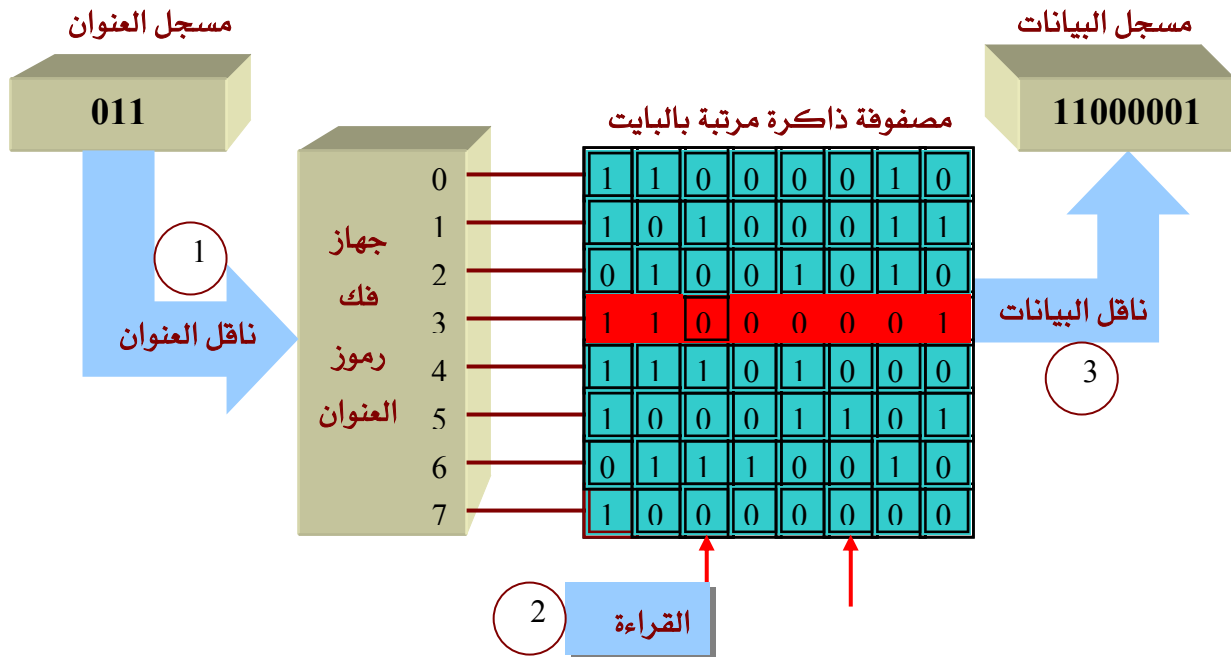 مسجل العنوان
مسجل البيانات
011
11000001
مصفوفة ذاكرة مرتبة بالبايت
0 1 1 0 0 0 0 1 0
1 1 0 1 0 0 0 1 1
2 0 1 0 0 1 0 1 0
3 1 1 0 0 0 0 0 1
4 1 1 1 0 1 0 0 0
5 1 0 0 0 1 1 0 1
6 0 1 1 1 0 0 1 0
7 1 0 0 0 0 0 0 0
جهاز
فك
رموز
العنوان
1
ناقل العنوان
ناقل البيانات
3
2
القراءة